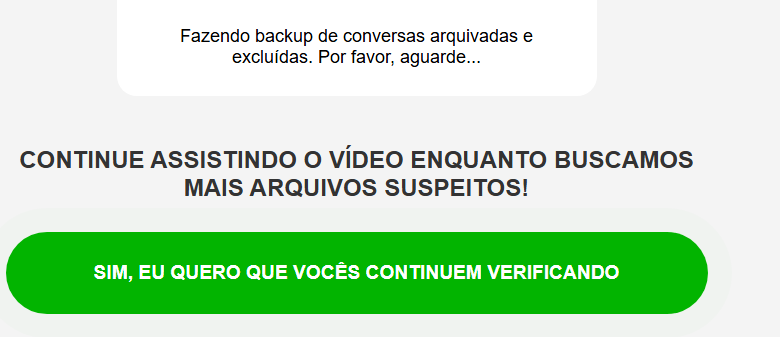 Fazendo backup de conversas arquivadas e
excluídas. Por favor, aguarde...
CONTINUE ASSISTINDO O VÍDEO ENQUANTO BUSCAMOS
MAIS ARQUIVOS SUSPEITOS!
SIM, EU QUERO QUE VOCÊS CONTINUEM VERIFICANDO